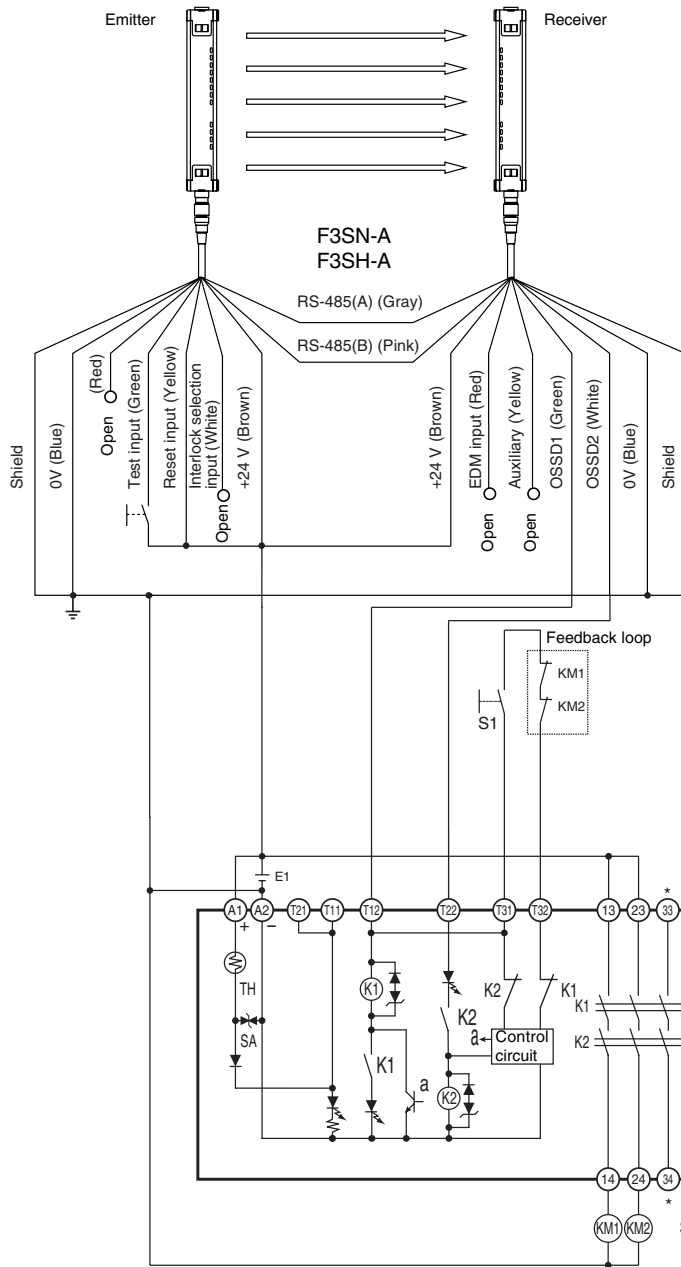 Emitter
Receiver
F3SN-A
F3SH-A
RS-485(A) (Gray)
RS-485(B) (Pink)
Shield
0V (Blue)
(Red)
Open
Test input (Green)
Reset input (Yellow)
Interlock selection
input (White)
Open
+24 V (Brown)
+24 V (Brown)
EDM input (Red)
Open
Auxiliary (Yellow)
Open
OSSD1 (Green)
OSSD2 (White)
0V (Blue)
Shield
Feedback loop
KM1
KM2
S1
E1
A1
A2
T21
T11
T12
T22
T31
T32
13
23
33
*
+
−
TH
SA
K1
K1
a
K2
K2
K2
K1
a
Control
circuit
K1
K2
14
24
34
*
KM1
KM2